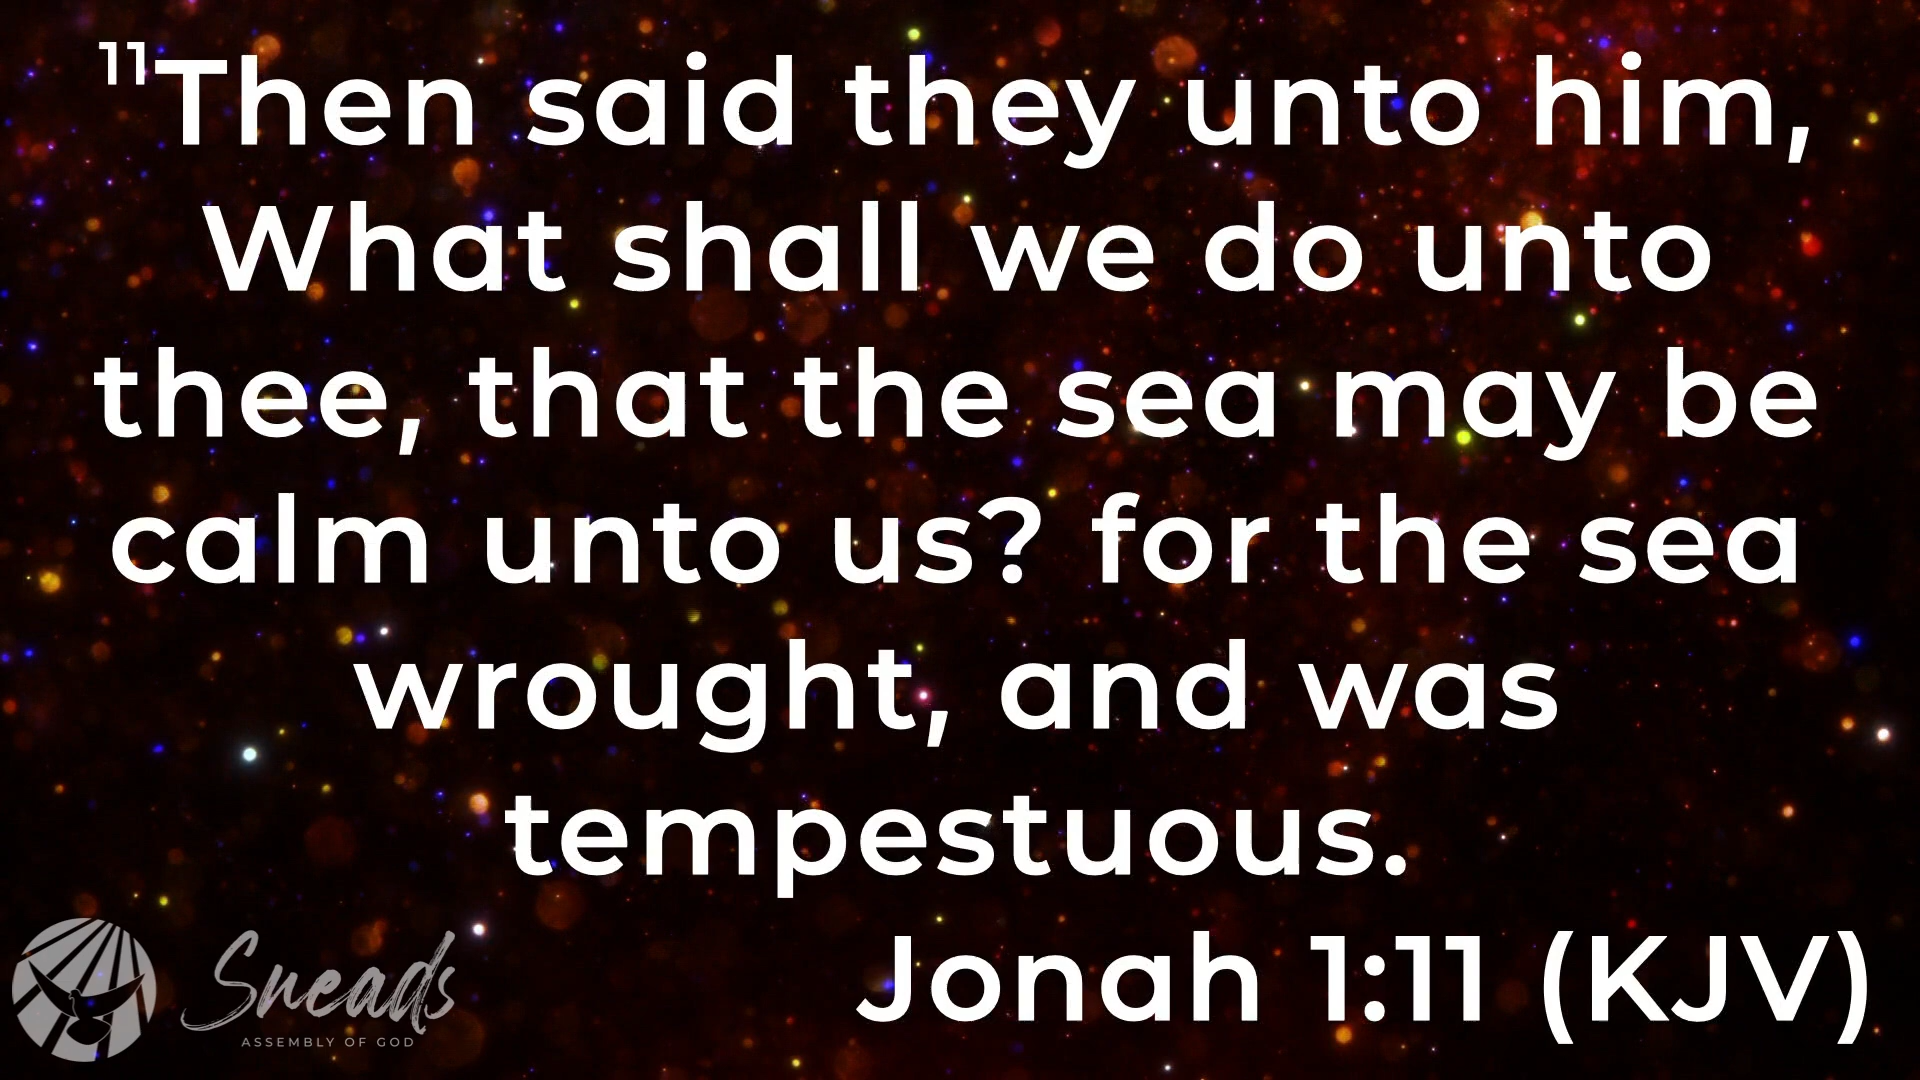 ¹¹Then said they unto him,
What shall we do unto
thee, that the sea may be
calm unto us? for the sea
wrought, and was
tempestuous.
Jonah 1:11 (KJV)
Sneads
ASSEMBLY OF GOD